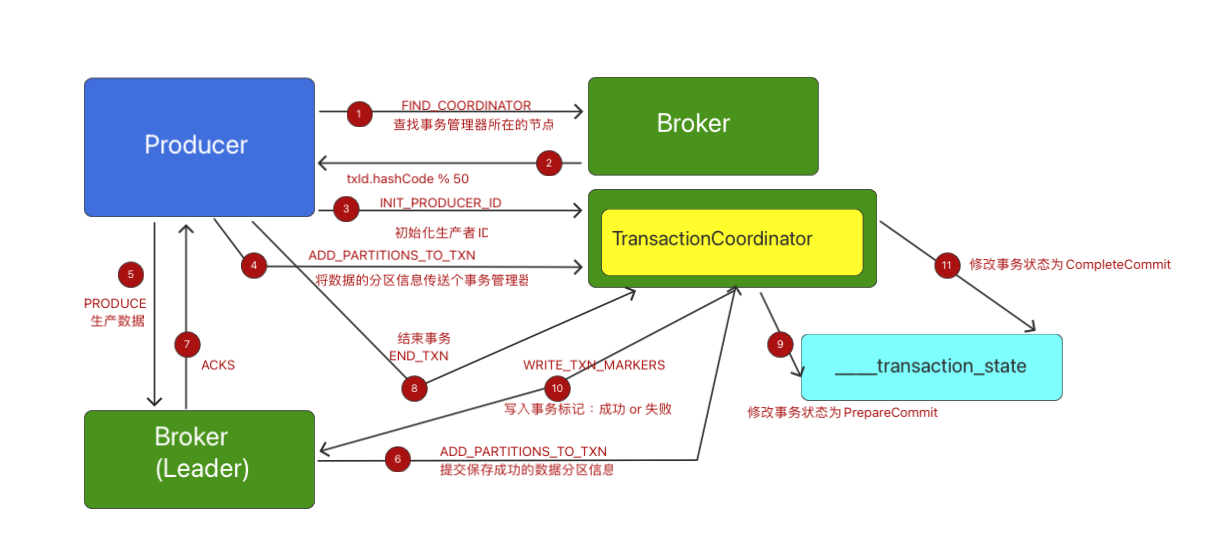 Producer
1
FIND_COORDINATOR
查找事务管理器所在的节点
Broker
2
txId.hashCode % 50
3
INIT_PRODUCER_ID
初始化生产者 ID
TransactionCoordinator
4
ADD_PARTITIONS_TO_TXN
将数据的分区信息传送个事务管理器
5
PRODUCE
生产数据
7
ACKS
11
修改事务状态为 CompleteCommit
结束事务
END_TXN
8
9
____transaction_state
修改事务状态为 PrepareCommit
WRITE_TXN_MARKERS
10
写入事务标记：成功 or 失败
Broker
(Leader)
6
ADD_PARTITIONS_TO_TXN
提交保存成功的数据分区信息